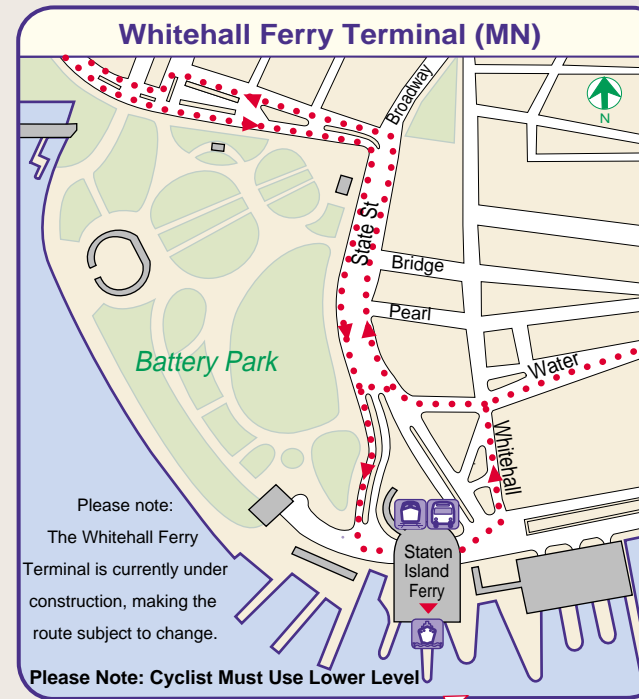 Whitehall Ferry Terminal (MN)
Broadway
N
State St
Bridge
Pearl
Battery Park
Water
Whitehall
Please note:
The Whitehall Ferry
Terminal is currently under
construction, making the
route subject to change.
Staten
Island
Ferry
Please Note: Cyclist Must Use Lower Level